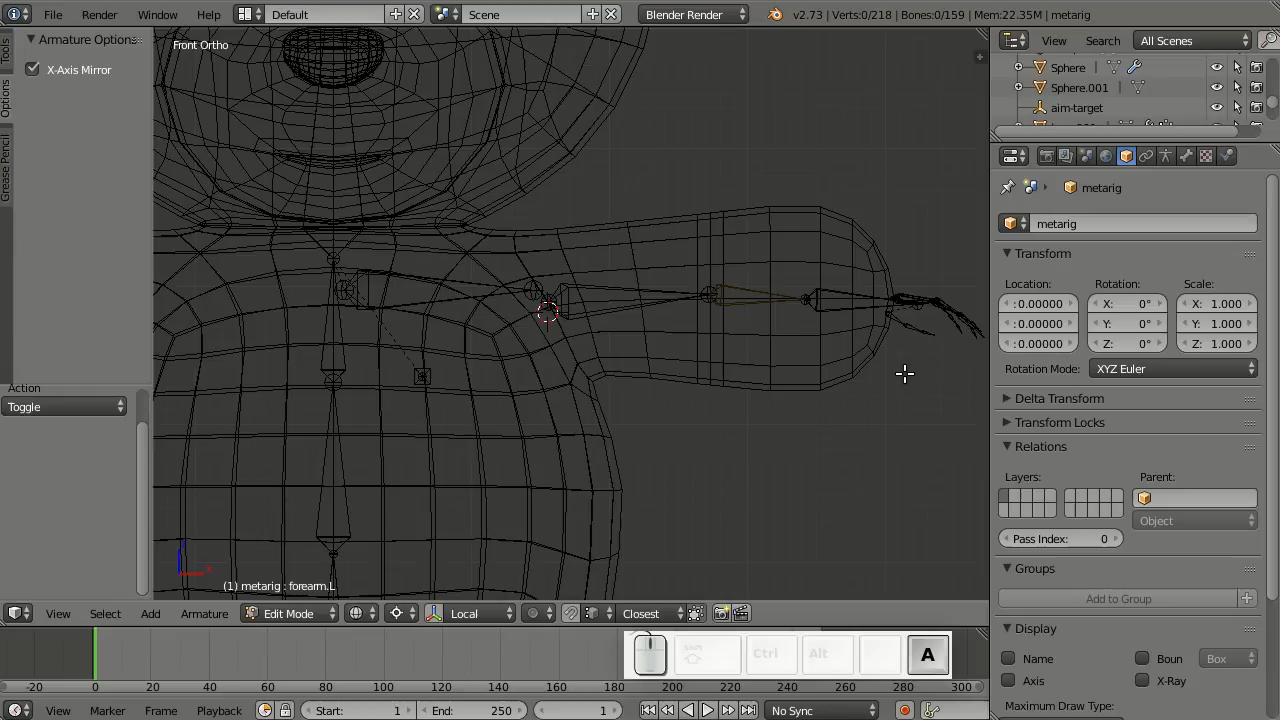 File Render Window Help Default Scene Blender Render v2.73 | Verts:0/218 | Bones:0/159 | Mem:22.35M | metarig
Tools
Options
Grease Pencil
Armature Options
X-Axis Mirror
Action
Toggle
Front Ortho
(1) metarig : forearm.L
View Select Add Armature Edit Mode Local Closest
Shift Ctrl Alt A
-20 0 20 40 60 80 100 120 140 160 180 200 220 240 260 280 300
View Marker Frame Playback Start: 1 End: 250 1 No Sync
View Search All Scenes
Sphere
Sphere.001
aim-target
metarig
metarig
Transform
Location: Rotation: Scale:
:0.00000 X: 0° X: 1.000
:0.00000 Y: 0° Y: 1.000
:0.00000 Z: 0° Z: 1.000
Rotation Mode: XYZ Euler
Delta Transform
Transform Locks
Relations
Layers: Parent:
Object
Pass Index: 0
Groups
Add to Group
Display
Name Boun Box
Axis X-Ray
Maximum Draw Type: